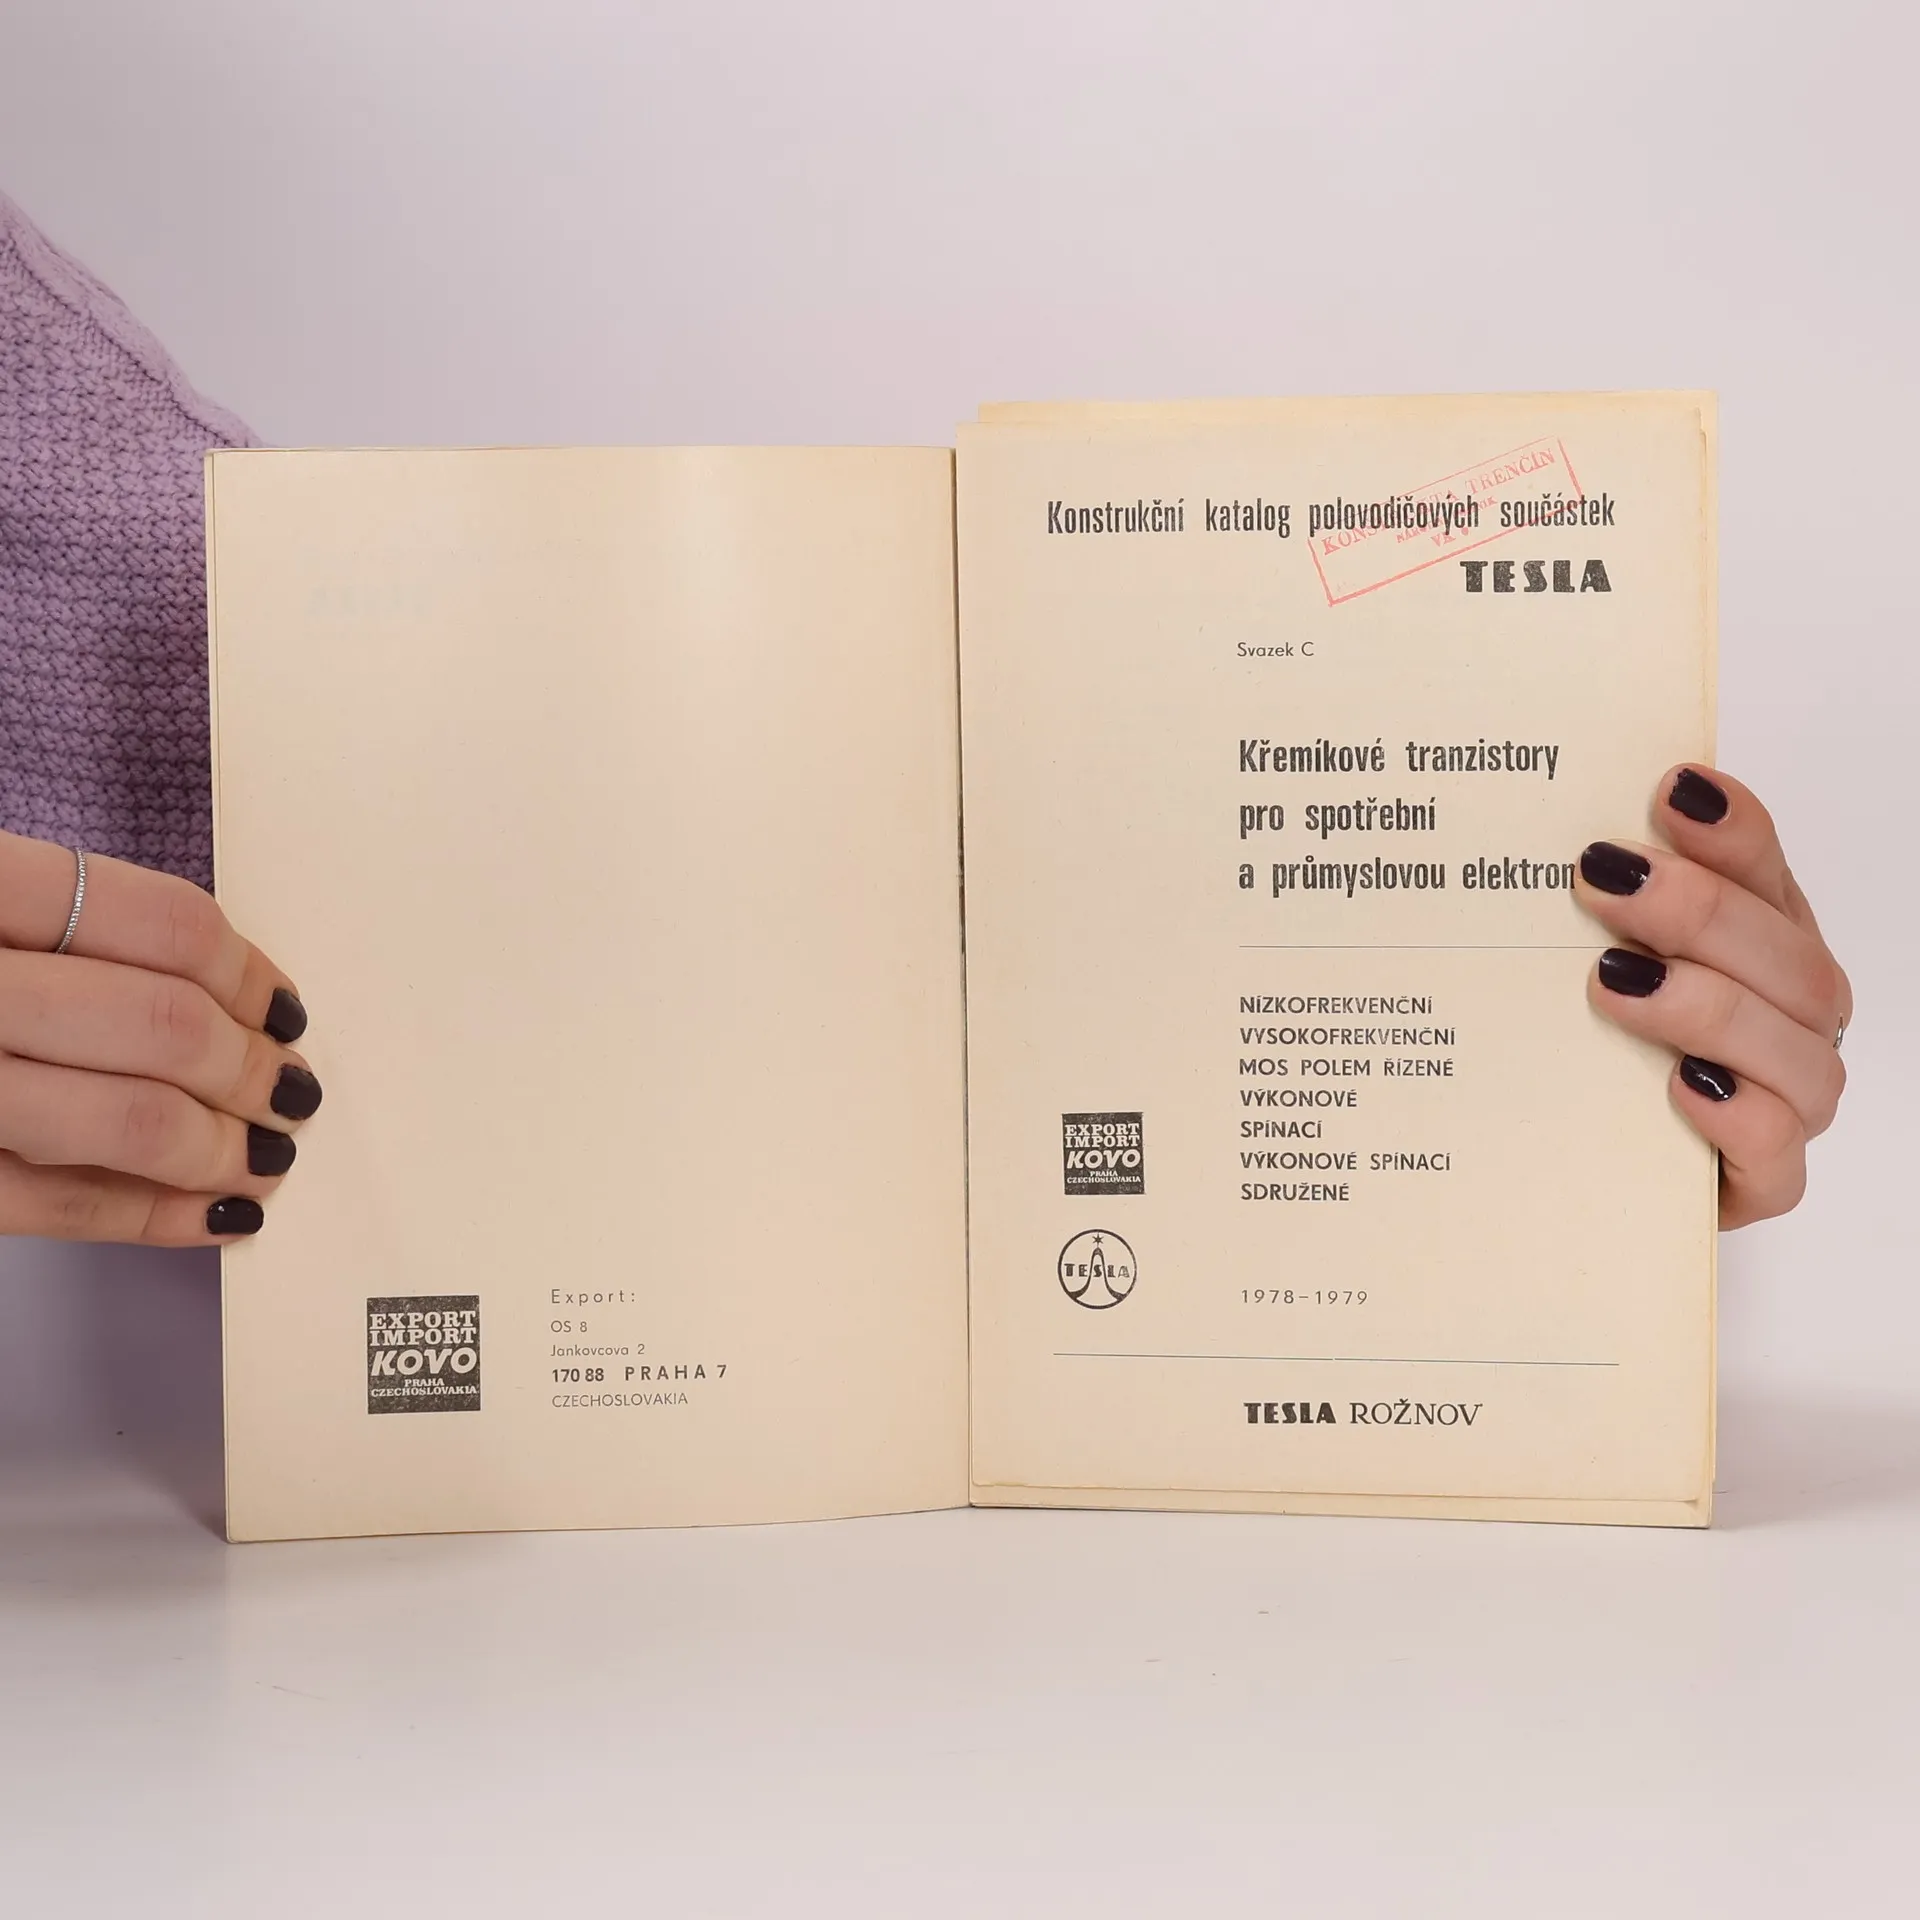 EXPORT
IMPORT
KOVO
PRAHA
CZECHOSLOVAKIA
Export:
OS 8
Jankovcova 2
170 88 PRAHA 7
CZECHOSLOVAKIA
Konstrukční katalog polovodičových součástek
TESLA
TRENČÍN
Svazek C
Křemíkové tranzistory
pro spotřební
a průmyslovou elektron
NÍZKOFREKVENČNÍ
VYSOKOFREKVENČNÍ
MOS POLEM ŘÍZENÉ
VÝKONOVÉ
SPÍNACÍ
VÝKONOVÉ SPÍNACÍ
SDRUŽENÉ
EXPORT
IMPORT
KOVO
PRAHA
CZECHOSLOVAKIA
TESLA
1978-1979
TESLA ROŽNOV